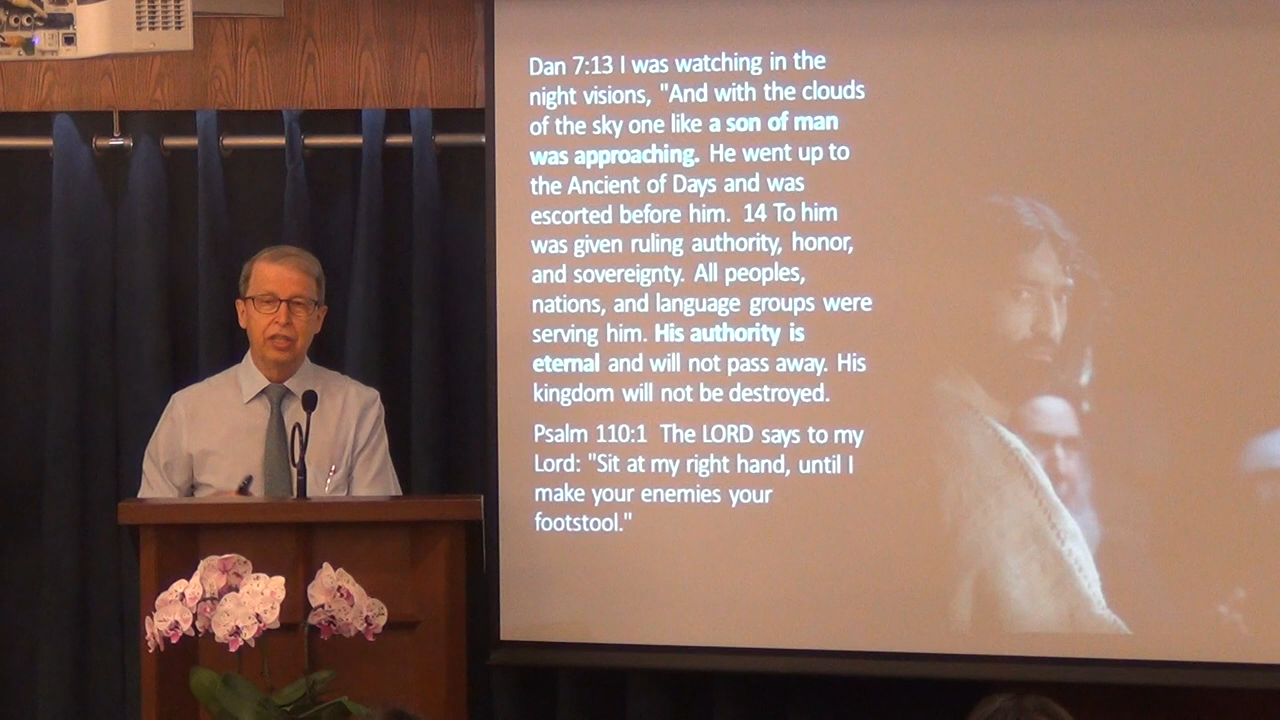 Dan 7:13 I was watching in the
night visions, "And with the clouds
of the sky one like a son of man
was approaching. He went up to
the Ancient of Days and was
escorted before him. 14 To him
was given ruling authority, honor,
and sovereignty. All peoples,
nations, and language groups were
serving him. His authority is
eternal and will not pass away. His
kingdom will not be destroyed.
Psalm 110:1 The LORD says to my
Lord: "Sit at my right hand, until I
make your enemies your
footstool."